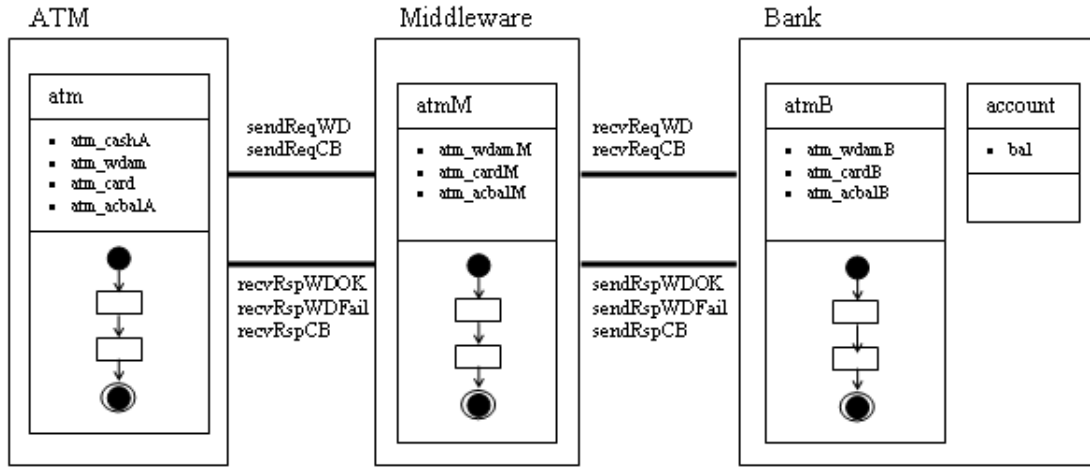 ATM
Middleware
Bank
atm
▪ atm_cashA
▪ atm_wdam
▪ atm_card
▪ atm_acbalA
sendReqWD
sendReqCB
recvRspWDOK
recvRspWDFail
recvRspCB
atmM
▪ atm_wdamM
▪ atm_cardM
▪ atm_acbalM
recvReqWD
recvReqCB
sendRspWDOK
sendRspWDFail
sendRspCB
atmB
▪ atm_wdamB
▪ atm_cardB
▪ atm_acbalB
account
▪ bal